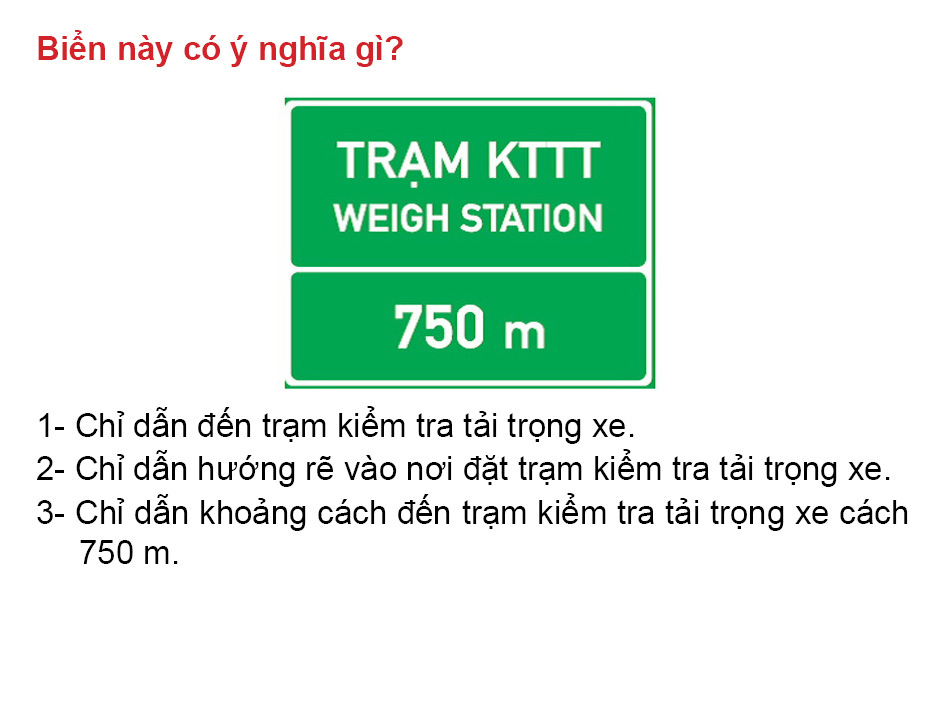 Biển này có ý nghĩa gì?
TRẠM KTTT
WEIGH STATION
750 m
1- Chỉ dẫn đến trạm kiểm tra tải trọng xe.
2- Chỉ dẫn hướng rẽ vào nơi đặt trạm kiểm tra tải trọng xe.
3- Chỉ dẫn khoảng cách đến trạm kiểm tra tải trọng xe cách
750 m.